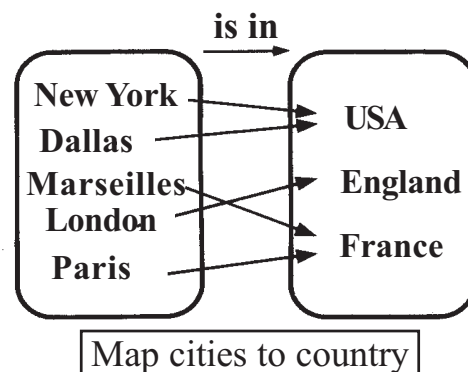 is in
New York
Dallas
Marseilles
London
Paris
USA
England
France
Map cities to country